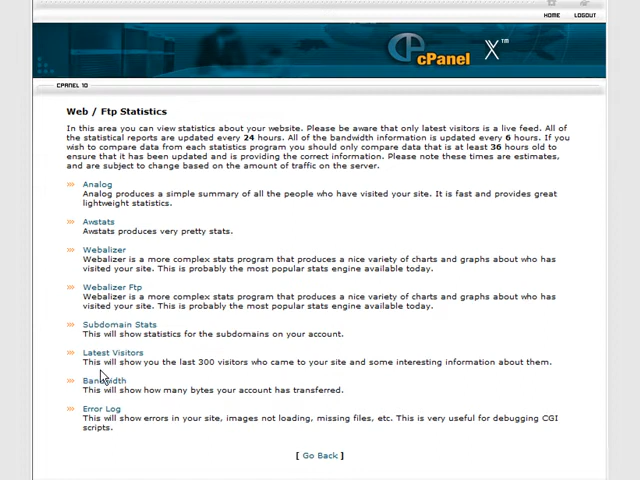 HOME LOGOUT
cPanel X™
CPANEL 10
Web / Ftp Statistics
In this area you can view statistics about your website. Please be aware that only latest visitors is a live feed. All of
the statistical reports are updated every 24 hours. All of the bandwidth information is updated every 6 hours. If you
wish to compare data from each statistics program you should only compare data that is at least 36 hours old to
ensure that it has been updated and is providing the correct information. Please note these times are estimates,
and are subject to change based on the amount of traffic on the server.
Analog
Analog produces a simple summary of all the people who have visited your site. It is fast and provides great
lightweight statistics.
Awstats
Awstats produces very pretty stats.
Webalizer
Webalizer is a more complex stats program that produces a nice variety of charts and graphs about who has
visited your site. This is probably the most popular stats engine available today.
Webalizer Ftp
Webalizer is a more complex stats program that produces a nice variety of charts and graphs about who has
visited your site. This is probably the most popular stats engine available today.
Subdomain Stats
This will show statistics for the subdomains on your account.
Latest Visitors
This will show you the last 300 visitors who came to your site and some interesting information about them.
Bandwidth
This will show how many bytes your account has transferred.
Error Log
This will show errors in your site, images not loading, missing files, etc. This is very useful for debugging CGI
scripts.
[ Go Back ]